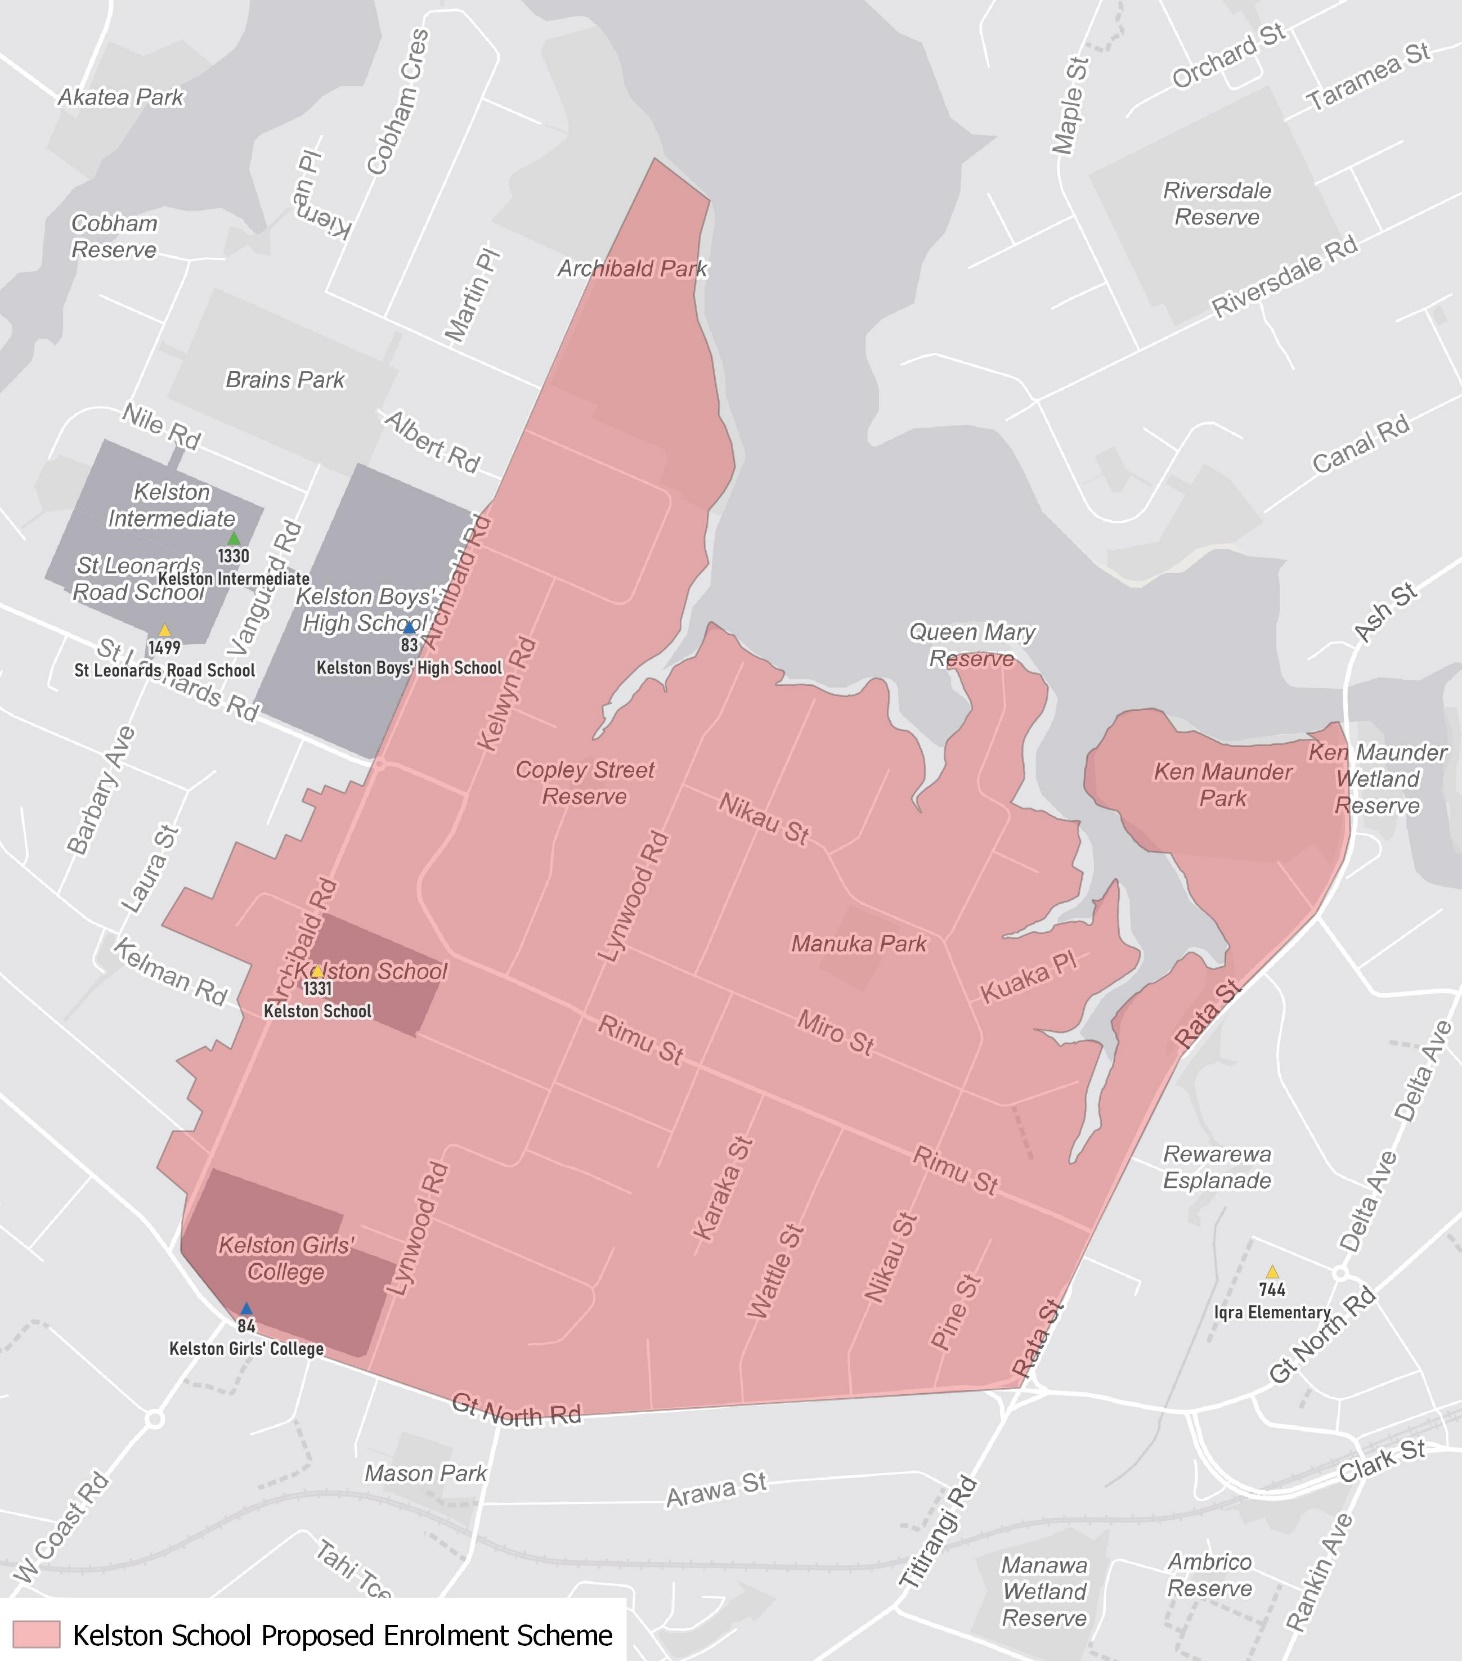 Akatea Park
Cobham Cres
Maple St
Orchard St
Taramea St
Kiernan Pl
Cobham
Reserve
Riversdale
Reserve
Martin Pl
Archibald Park
Riversdale Rd
Brains Park
Nile Rd
Albert Rd
Canal Rd
Kelston
Intermediate
1330
Kelston Intermediate
St Leonards
Road School
1499
St Leonards Road School
Vanguard Rd
Kelston Boys'
High School
83
Kelston Boys' High School
Archibald Rd
Ash St
Queen Mary
Reserve
St Leonards Rd
Kelwyn Rd
Barbary Ave
Copley Street
Reserve
Ken Maunder
Park
Ken Maunder
Wetland
Reserve
Nikau St
Laura St
Lynwood Rd
Archibald Rd
Manuka Park
Kelman Rd
Kelston School
1331
Kelston School
Kuaka Pl
Rata St
Rimu St
Miro St
Delta Ave
Rimu St
Karaka St
Rewarewa
Esplanade
Lynwood Rd
Delta Ave
Kelston Girls'
College
Wattle St
Nikau St
Pine St
744
Iqra Elementary
84
Kelston Girls' College
Rata St
Gt North Rd
Gt North Rd
Mason Park
Arawa St
Clark St
W Coast Rd
Titirangi Rd
Tahi Tce
Manawa
Wetland
Reserve
Ambrico
Reserve
Rankin Ave
Kelston School Proposed Enrolment Scheme